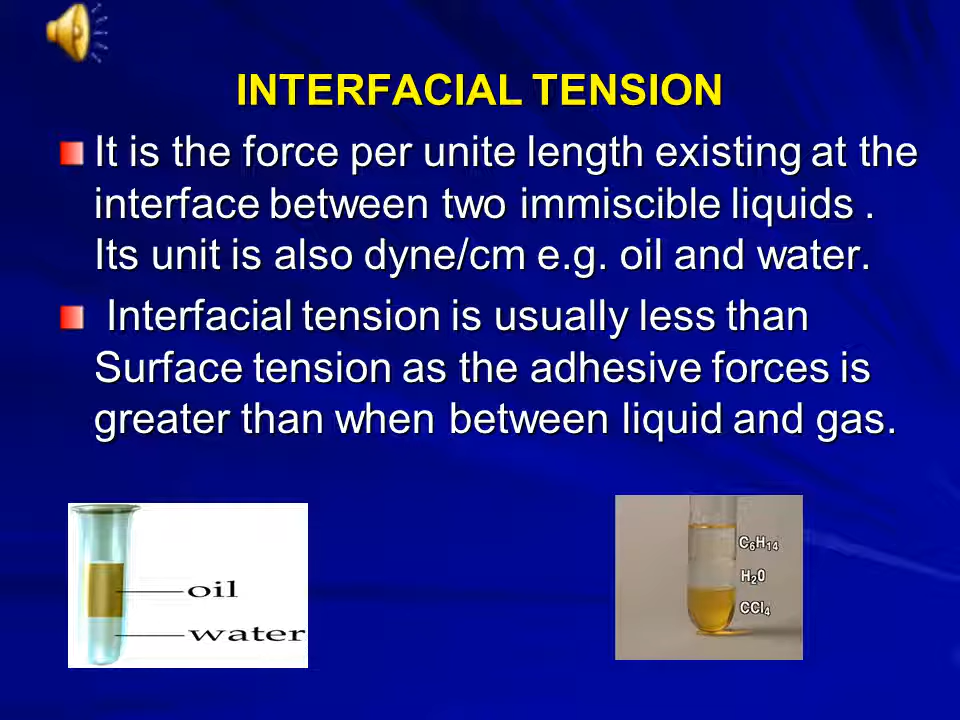 INTERFACIAL TENSION
It is the force per unite length existing at the
interface between two immiscible liquids .
Its unit is also dyne/cm e.g. oil and water.
Interfacial tension is usually less than
Surface tension as the adhesive forces is
greater than when between liquid and gas.
oil
water
C₆H₁₄
H₂0
CCl₄